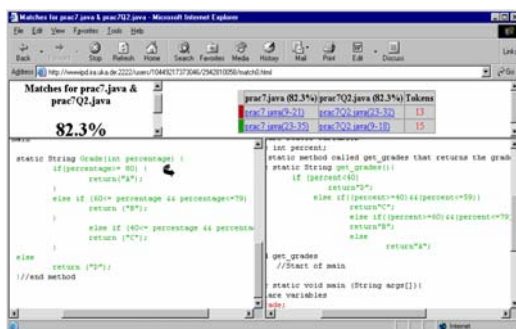 Matches for prac7.java & prac7Q2.java - Microsoft Internet Explorer
File Edit View Favorites Tools Help
Back Stop Refresh Home Search Favorites Media History Mail Print Edit Discuss
Links
Address
Go
Matches for prac7.java &
prac7Q2.java
82.3%
prac7.java (82.3%) prac7Q2.java (82.3%) Tokens
prac7.java(9-21) prac7Q2.java(23-32) 13
prac7.java(23-35) prac7Q2.java(9-18) 15
main
static String Grade(int percentage) {
if(percentage>= 80) {
return("A");
}
else if (60<= percentage && percentage<=79)
return ("B");
}
else if (40<= percentage && percenta
return ("C");
}
else
return ("D");
}//end method
int percent;
static method called get_grades that returns the grade
static String get_grades(){
if (percent<40)
return"D";
else if((percent>=40)&&(percent<=59))
return"C";
else if((percent>=60)&&(percent<=79
return"B";
else
return"A";
get_grades
//Start of main
static void main (String args[]){
are variables
rade;
Internet